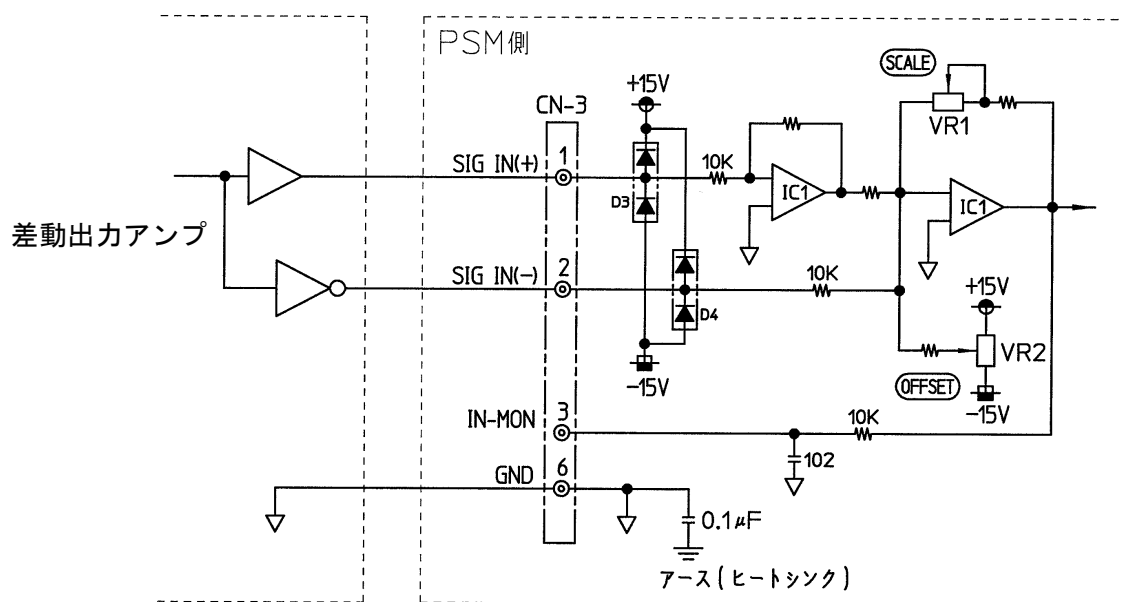 PSM側
SCALE
+15V
CN-3
VR1
SIG IN(+)
1
10K
IC1
D3
IC1
差動出力アンプ
SIG IN(−)
2
10K
+15V
D4
VR2
−15V
OFFSET
−15V
IN-MON
3
10K
102
GND
6
0.1μF
アース(ヒートシンク)